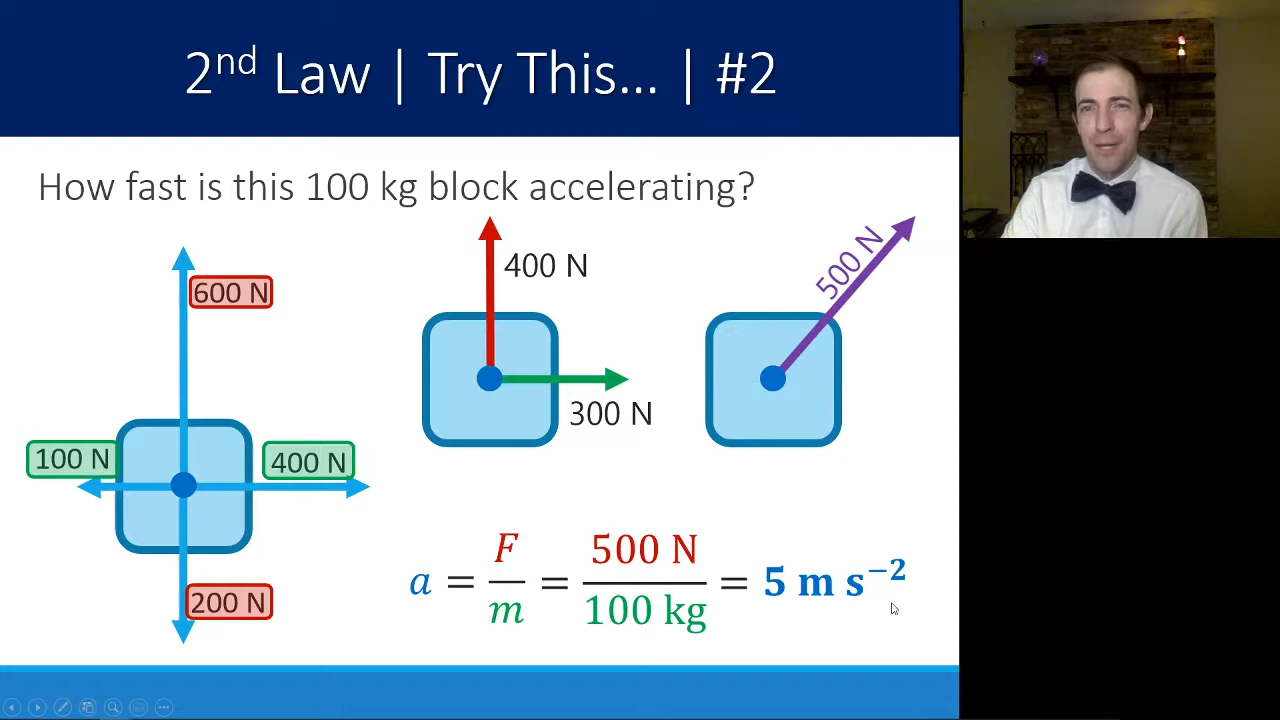 2nd Law | Try This... | #2
How fast is this 100 kg block accelerating?
600 N
100 N
400 N
200 N
400 N
300 N
500 N
a = F/m = 500 N/100 kg = 5 m s⁻²